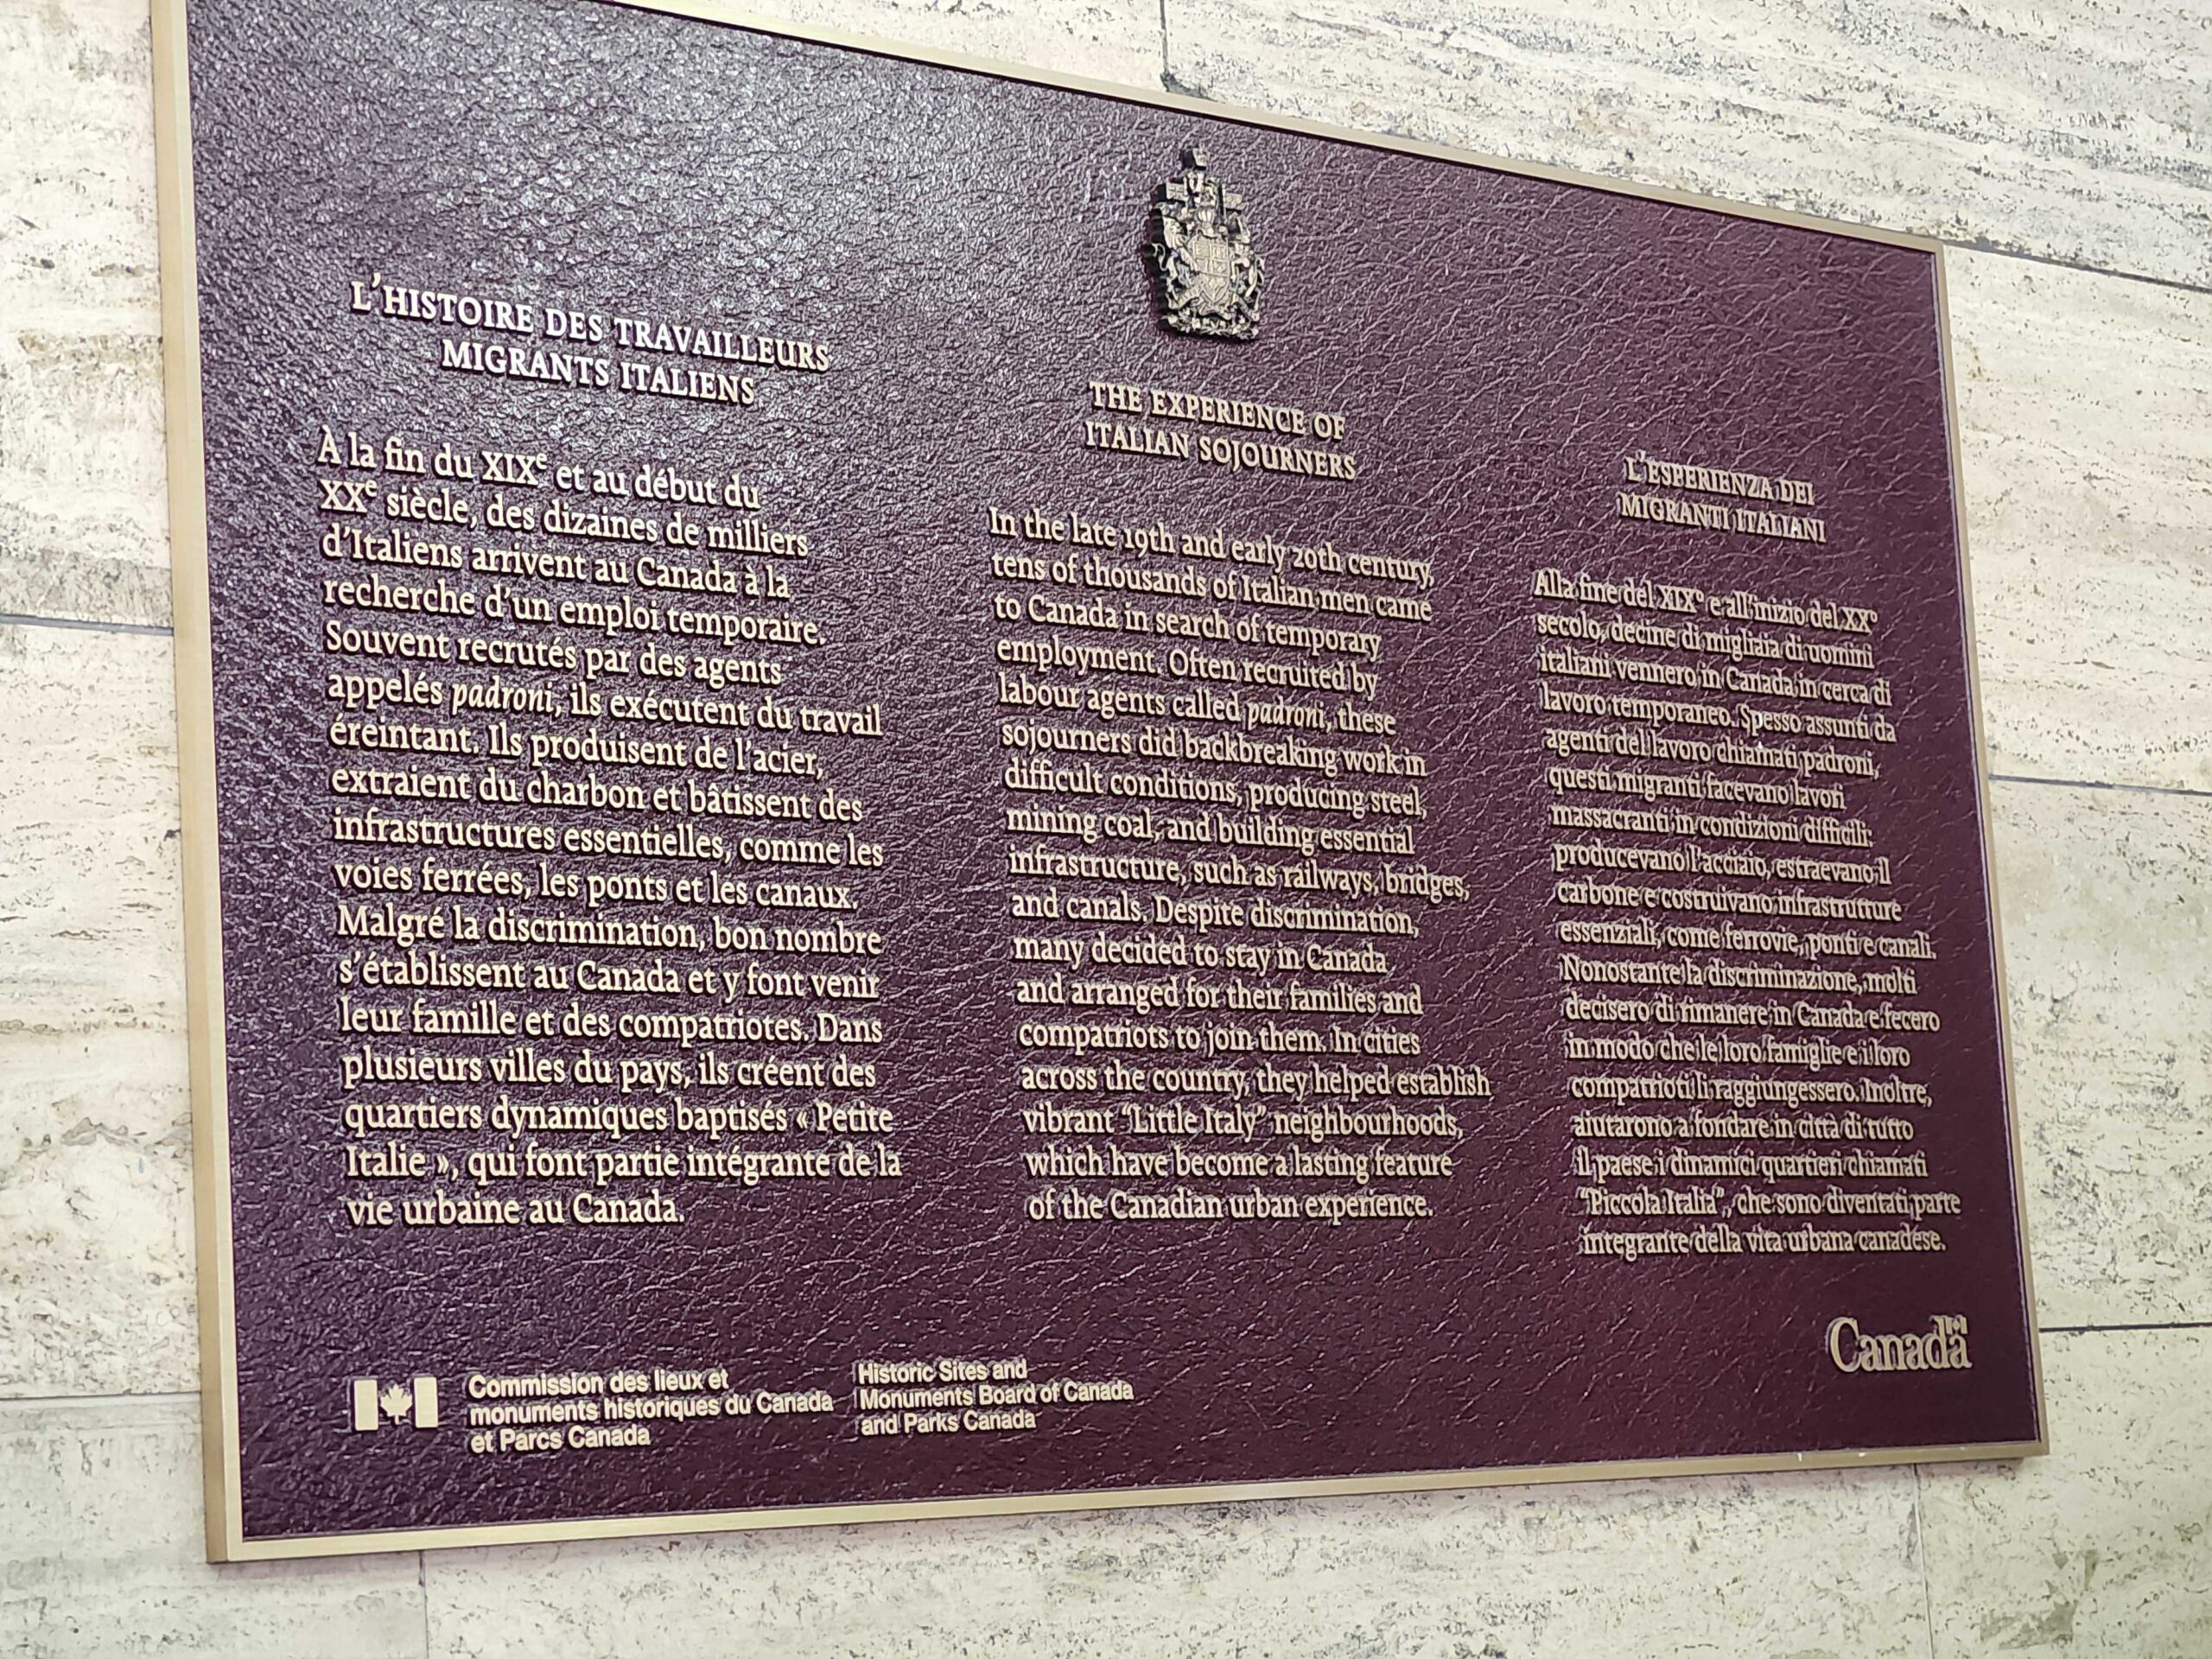 L'HISTOIRE DES TRAVAILLEURS
MIGRANTS ITALIENS
À la fin du XIXe et au début du
XXe siècle, des dizaines de milliers
d'Italiens arrivent au Canada à la
recherche d'un emploi temporaire.
Souvent recrutés par des agents
appelés padroni, ils exécutent du travail
éreintant. Ils produisent de l'acier,
extraient du charbon et bâtissent des
infrastructures essentielles, comme les
voies ferrées, les ponts et les canaux.
Malgré la discrimination, bon nombre
s'établissent au Canada et y font venir
leur famille et des compatriotes. Dans
plusieurs villes du pays, ils créent des
quartiers dynamiques baptisés « Petite
Italie », qui font partie intégrante de la
vie urbaine au Canada.
THE EXPERIENCE OF
ITALIAN SOJOURNERS
In the late 19th and early 20th century,
tens of thousands of Italian men came
to Canada in search of temporary
employment. Often recruited by
labour agents called padroni, these
sojourners did backbreaking work in
difficult conditions, producing steel,
mining coal, and building essential
infrastructure, such as railways, bridges,
and canals. Despite discrimination,
many decided to stay in Canada
and arranged for their families and
compatriots to join them. In cities
across the country, they helped establish
vibrant "Little Italy" neighbourhoods,
which have become a lasting feature
of the Canadian urban experience.
L'ESPERIENZA DEI
MIGRANTI ITALIANI
Alla fine del XIXº e all'inizio del XXº
secolo, decine di migliaia di uomini
italiani vennero in Canada in cerca di
lavoro temporaneo. Spesso assunti da
agenti del lavoro chiamati padroni,
questi migranti facevano lavori
massacranti in condizioni difficili:
producevano l'acciaio, estraevano il
carbone e costruivano infrastrutture
essenziali, come ferrovie, ponti e canali.
Nonostante la discriminazione, molti
decisero di rimanere in Canada e fecero
in modo che le loro famiglie e i loro
compatrioti li raggiungessero. Inoltre,
aiutarono a fondare in città di tutto
il paese i dinamici quartieri chiamati
"Piccola Italia", che sono diventati parte
integrante della vita urbana canadese.
Commission des lieux et
monuments historiques du Canada
et Parcs Canada
Historic Sites and
Monuments Board of Canada
and Parks Canada
Canada